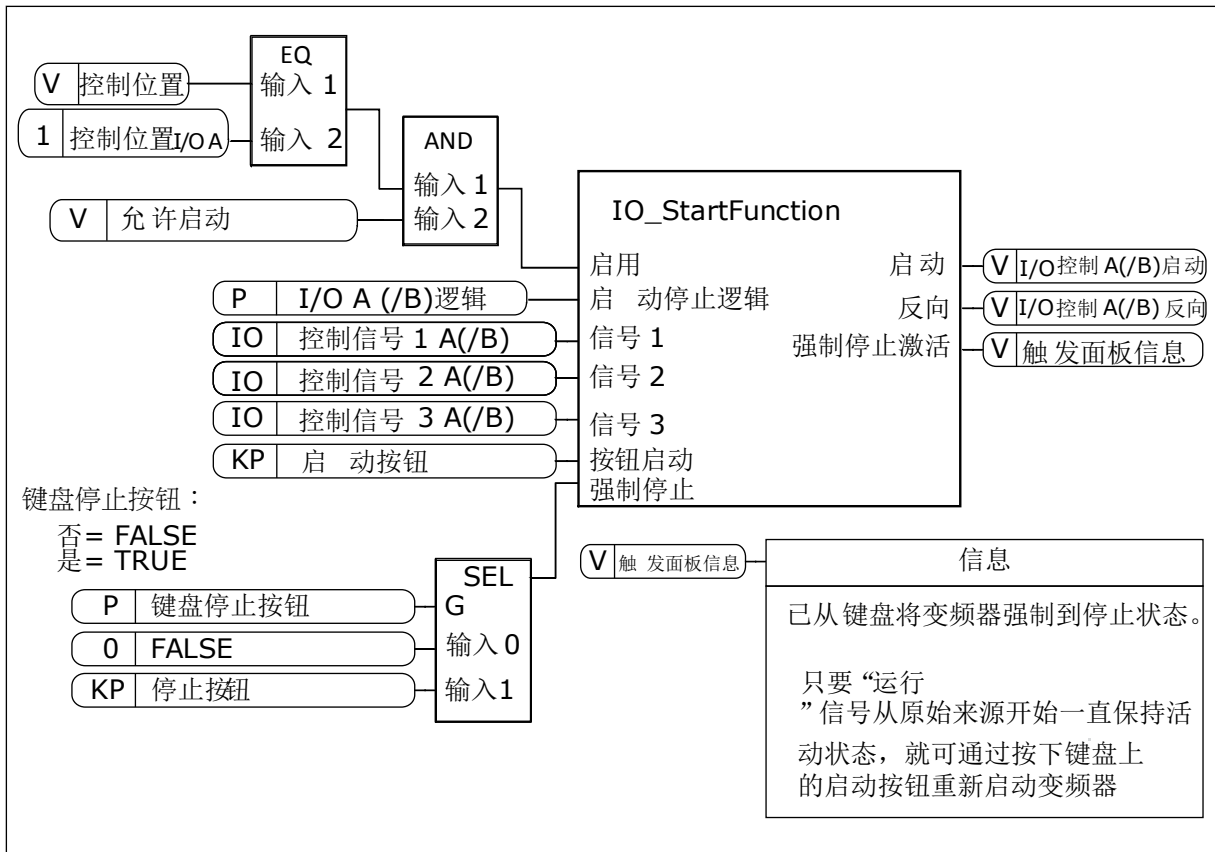 EQ
V 控制位置
输入 1
1 控制位置I/O A
输入 2
AND
输入 1
V 允许启动
输入 2
IO_StartFunction
启用
启动
V I/O控制 A(/B)启动
P I/O A (/B)逻辑
启 动停止逻辑
反向
V I/O控制 A(/B) 反向
IO 控制信号 1 A(/B)
信号 1
强制停止激活
V 触 发面板信息
IO 控制信号 2 A(/B)
信号 2
IO 控制信号 3 A(/B)
信号 3
KP 启 动按钮
按钮启动
强制停止
键盘停止按钮：
否= FALSE
是= TRUE
SEL
P 键盘停止按钮
G
0 FALSE
输入 0
KP 停止按钮
输入1
V 触 发面板信息
信息
已从键盘将变频器强制到停止状态。
只要“运行
”信号从原始来源开始一直保持活
动状态，就可通过按下键盘上
的启动按钮重新启动变频器